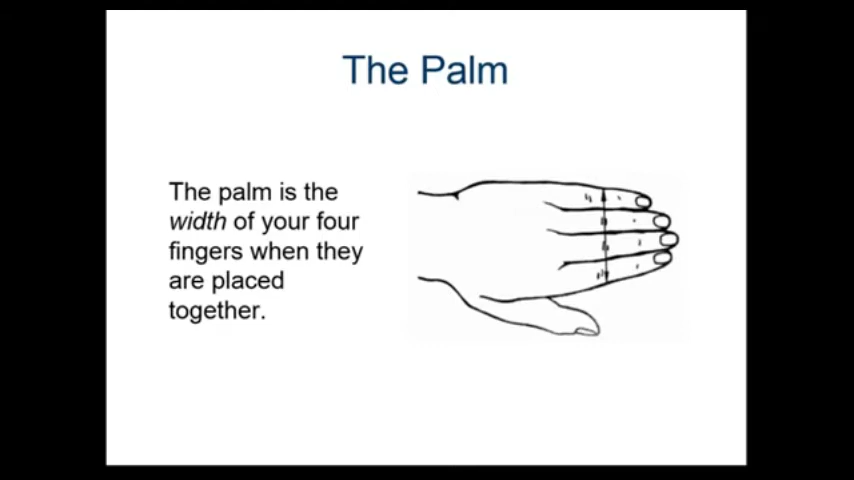 The Palm
The palm is the
width of your four
fingers when they
are placed
together.